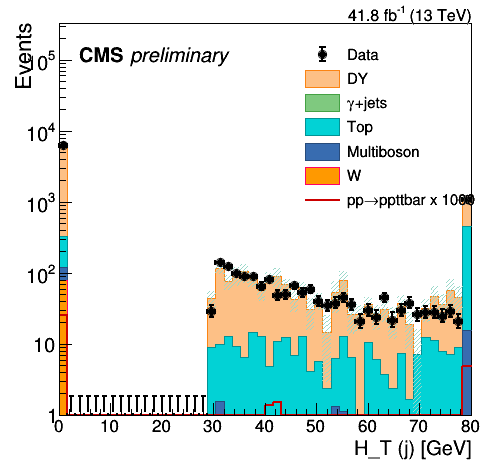 41.8 fb⁻¹ (13 TeV)
Events
CMS preliminary
Data
DY
γ+jets
Top
Multiboson
W
pp→ppttbar x 1000
10⁵
10⁴
10³
10²
10
1
0 10 20 30 40 50 60 70 80
H_T (j) [GeV]